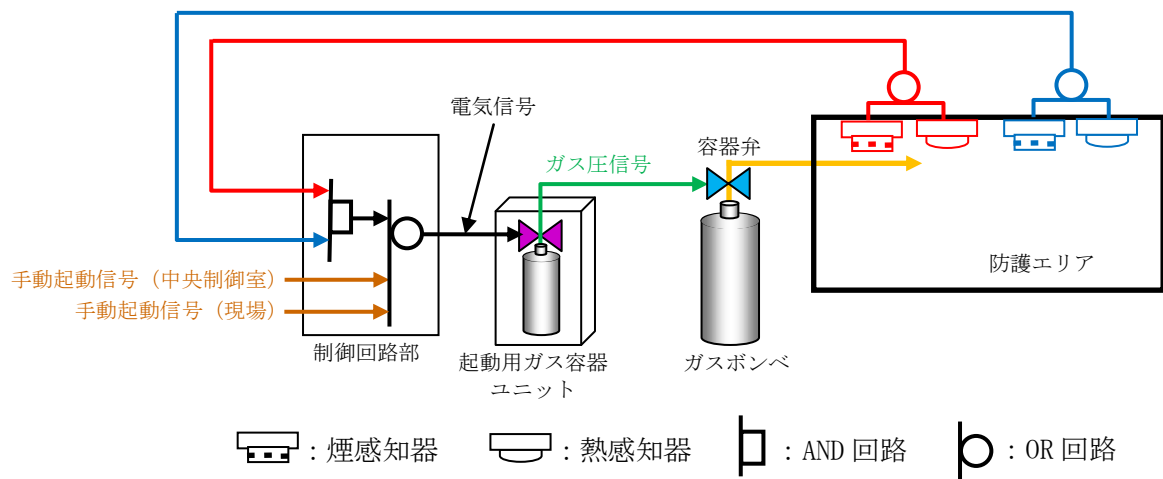 電気信号
容器弁
ガス圧信号
防護エリア
手動起動信号（中央制御室）
手動起動信号（現場）
制御回路部
起動用ガス容器
ユニット
ガスボンベ
：煙感知器
：熱感知器
：AND 回路
：OR 回路